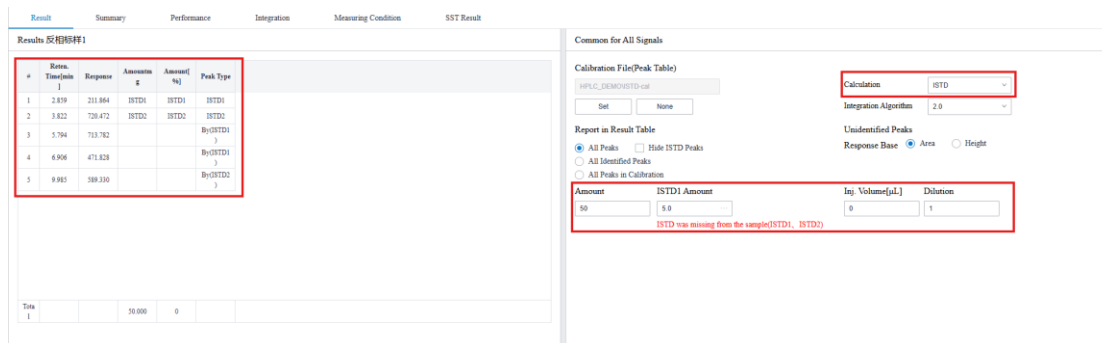 Result Summary Performance Integration Measuring Condition SST Result
Results 反相标样1
# Reten. Time[min] Response Amountmg Amount[%] Peak Type
1 2.859 211.864 ISTD1 ISTD1 ISTD1
2 3.822 720.472 ISTD2 ISTD2 ISTD2
3 5.794 713.782 By(ISTD1)
4 6.906 471.828 By(ISTD1)
5 9.985 589.330 By(ISTD2)
Total 50.000 0
Common for All Signals
Calibration File(Peak Table)
HPLC_DEMOISTD-cal
Calculation ISTD
Set None
Integration Algorithm 2.0
Report in Result Table
Unidentified Peaks
All Peaks Hide ISTD Peaks
Response Base Area Height
All Identified Peaks
All Peaks in Calibration
Amount ISTD1 Amount Inj. Volume[μL] Dilution
50 5.0 ... 0 1
ISTD was missing from the sample(ISTD1、ISTD2)